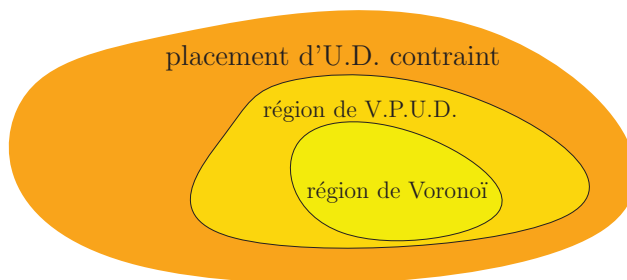 placement d'U.D. contraint
région de V.P.U.D.
région de Voronoï